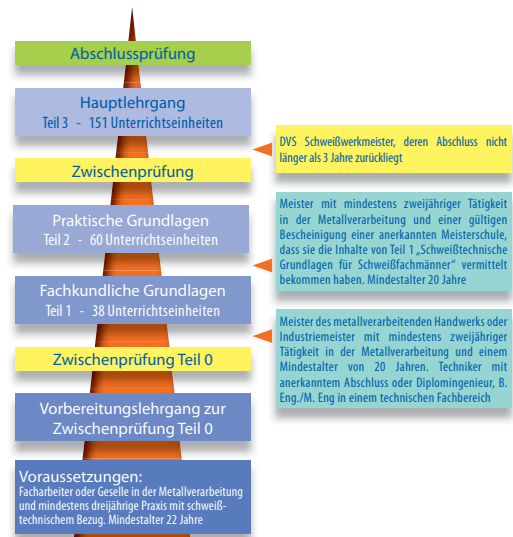 Abschlussprüfung
Hauptlehrgang
Teil 3 - 151 Unterrichtseinheiten
DVS Schweißwerkmeister, deren Abschluss nicht
länger als 3 Jahre zurückliegt
Zwischenprüfung
Praktische Grundlagen
Teil 2 - 60 Unterrichtseinheiten
Meister mit mindestens zweijähriger Tätigkeit
in der Metallverarbeitung und einer gültigen
Bescheinigung einer anerkannten Meisterschule,
dass sie die Inhalte von Teil 1 „Schweißtechnische
Grundlagen für Schweißfachmänner“ vermittelt
bekommen haben. Mindestalter 20 Jahre
Fachkundliche Grundlagen
Teil 1 - 38 Unterrichtseinheiten
Meister des metallverarbeitenden Handwerks oder
Industriemeister mit mindestens zweijähriger
Tätigkeit in der Metallverarbeitung und einem
Mindestalter von 20 Jahren. Techniker mit
anerkanntem Abschluss oder Diplomingenieur, B.
Eng./M. Eng in einem technischen Fachbereich
Zwischenprüfung Teil 0
Vorbereitungslehrgang zur
Zwischenprüfung Teil 0
Voraussetzungen:
Facharbeiter oder Geselle in der Metallverarbeitung
und mindestens dreijährige Praxis mit schweiß-
technischem Bezug. Mindestalter 22 Jahre